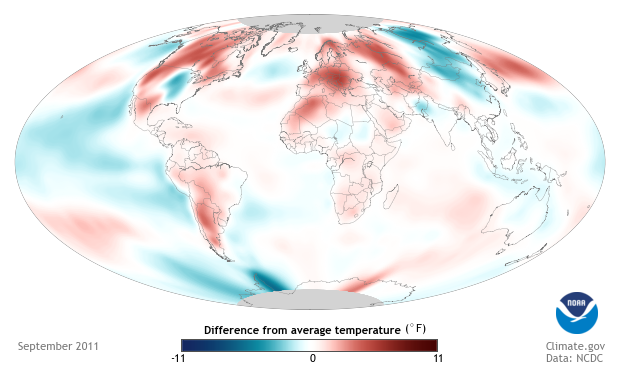 Difference from average temperature (°F)
-11 0 11
September 2011
NOAA
Climate.gov
Data: NCDC